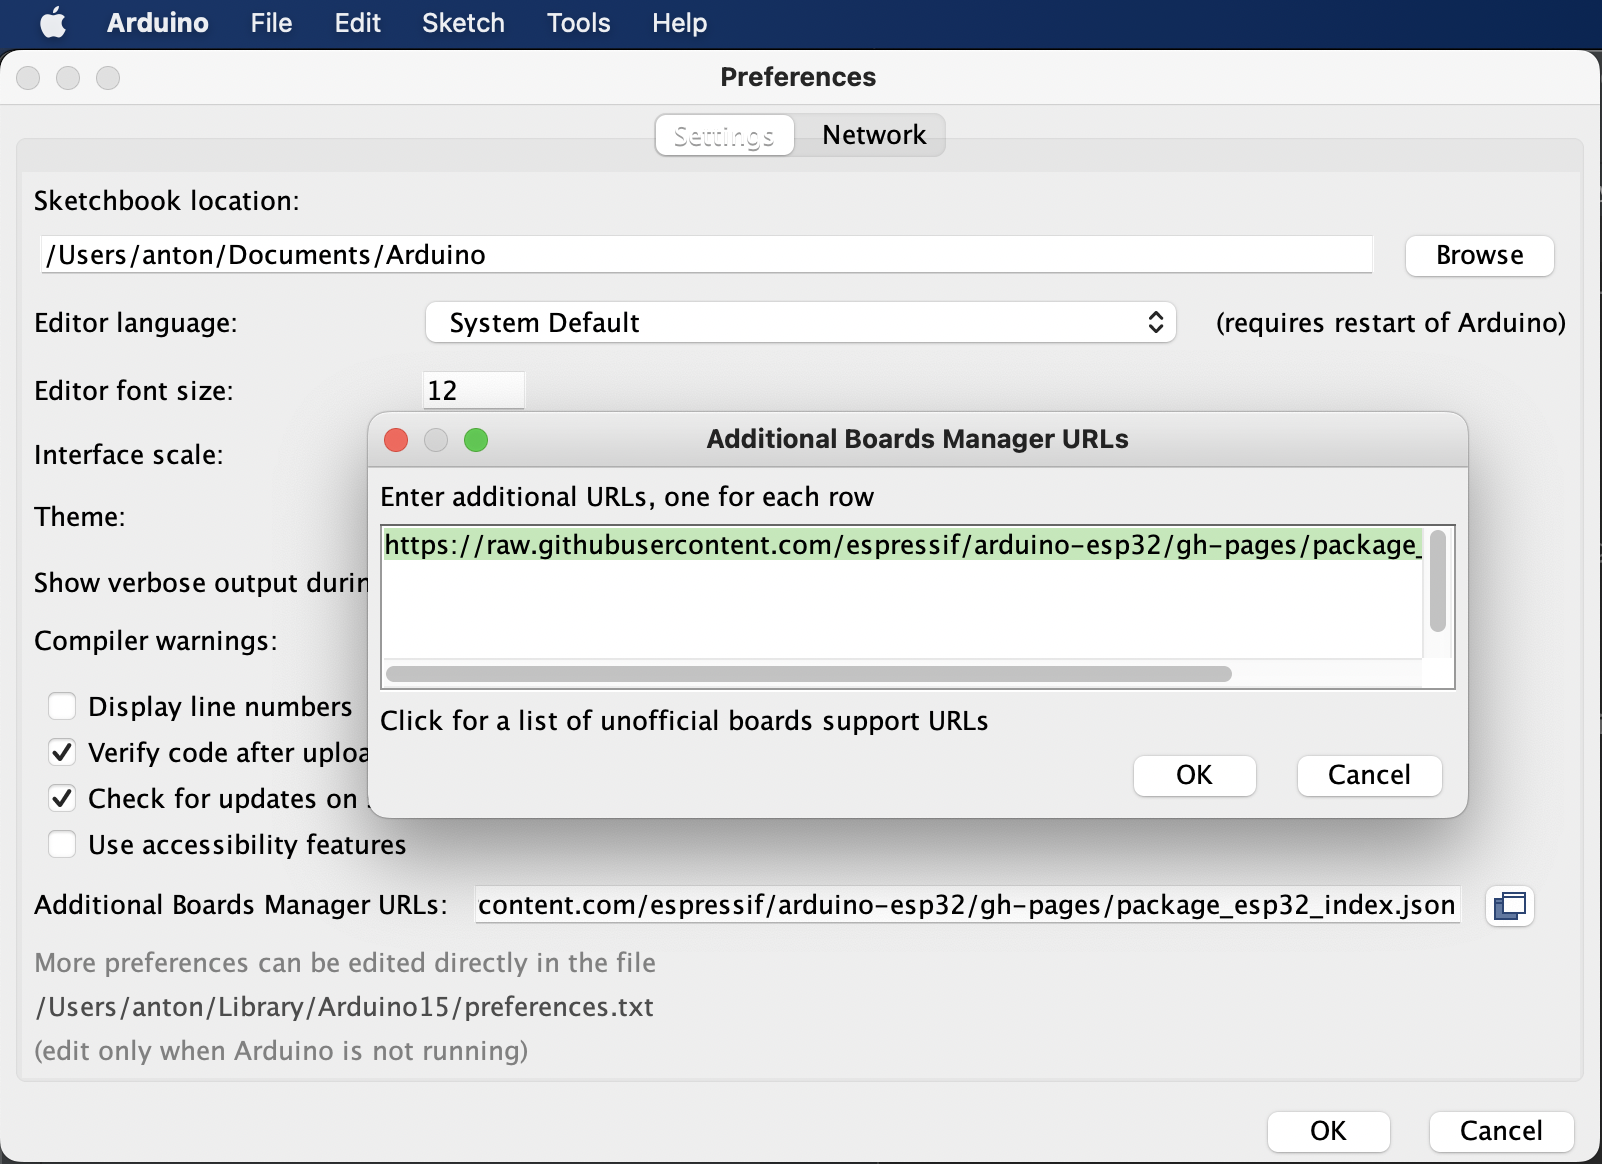 Arduino File Edit Sketch Tools Help
Preferences
Settings Network
Sketchbook location:
/Users/anton/Documents/Arduino Browse
Editor language: System Default (requires restart of Arduino)
Editor font size: 12
Interface scale:
Theme:
Show verbose output durin
Compiler warnings:
Display line numbers
Verify code after uploa
Check for updates on
Use accessibility features
Additional Boards Manager URLs
Enter additional URLs, one for each row
https://raw.githubusercontent.com/espressif/arduino-esp32/gh-pages/package_
Click for a list of unofficial boards support URLs
OK Cancel
Additional Boards Manager URLs: content.com/espressif/arduino-esp32/gh-pages/package_esp32_index.json
More preferences can be edited directly in the file
/Users/anton/Library/Arduino15/preferences.txt
(edit only when Arduino is not running)
OK Cancel